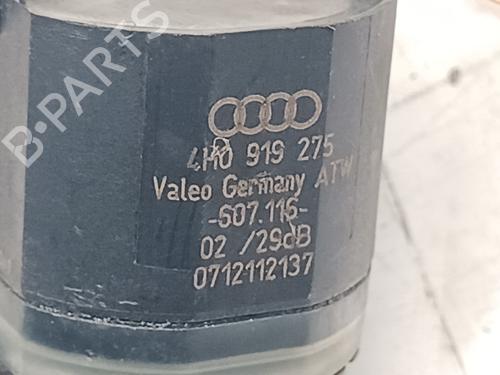 B-PARTS
4H0 919 275
Valeo Germany ATW
-607.116-
02 /29dB
0712112137